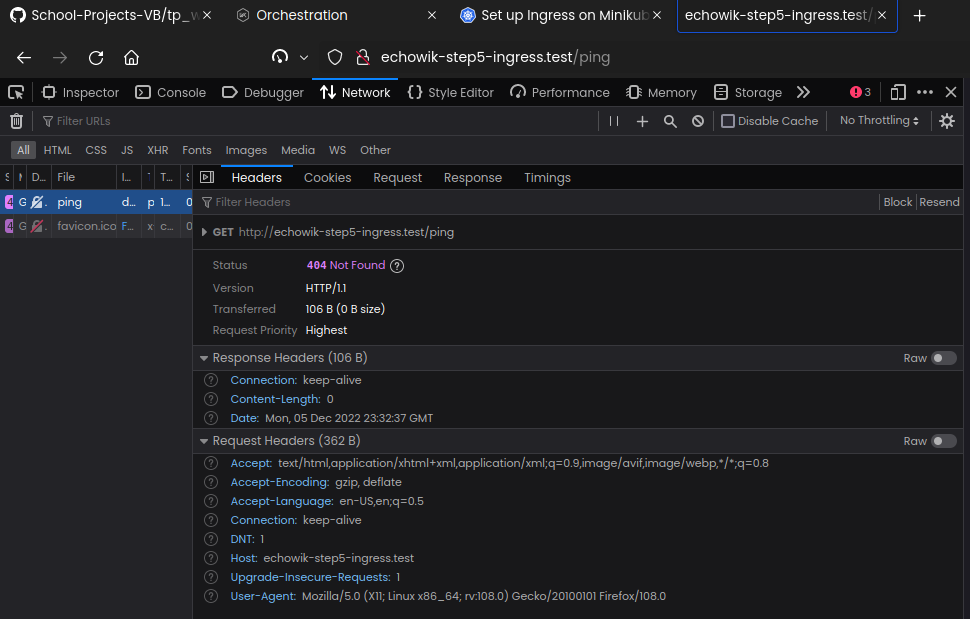 School-Projects-VB/tp_w
Orchestration
Set up Ingress on Minikub
echowik-step5-ingress.test/
echowik-step5-ingress.test/ping
Inspector Console Debugger Network Style Editor Performance Memory Storage 3
Filter URLs Disable Cache No Throttling
All HTML CSS JS XHR Fonts Images Media WS Other
S M D... File I... T T... S Headers Cookies Request Response Timings
4 G . ping d... p 1... 0 Filter Headers Block Resend
4 G . favicon.ico F... x c... 0
GET http://echowik-step5-ingress.test/ping
Status 404 Not Found
Version HTTP/1.1
Transferred 106 B (0 B size)
Request Priority Highest
Response Headers (106 B) Raw
Connection: keep-alive
Content-Length: 0
Date: Mon, 05 Dec 2022 23:32:37 GMT
Request Headers (362 B) Raw
Accept: text/html,application/xhtml+xml,application/xml;q=0.9,image/avif,image/webp,*/*;q=0.8
Accept-Encoding: gzip, deflate
Accept-Language: en-US,en;q=0.5
Connection: keep-alive
DNT: 1
Host: echowik-step5-ingress.test
Upgrade-Insecure-Requests: 1
User-Agent: Mozilla/5.0 (X11; Linux x86_64; rv:108.0) Gecko/20100101 Firefox/108.0